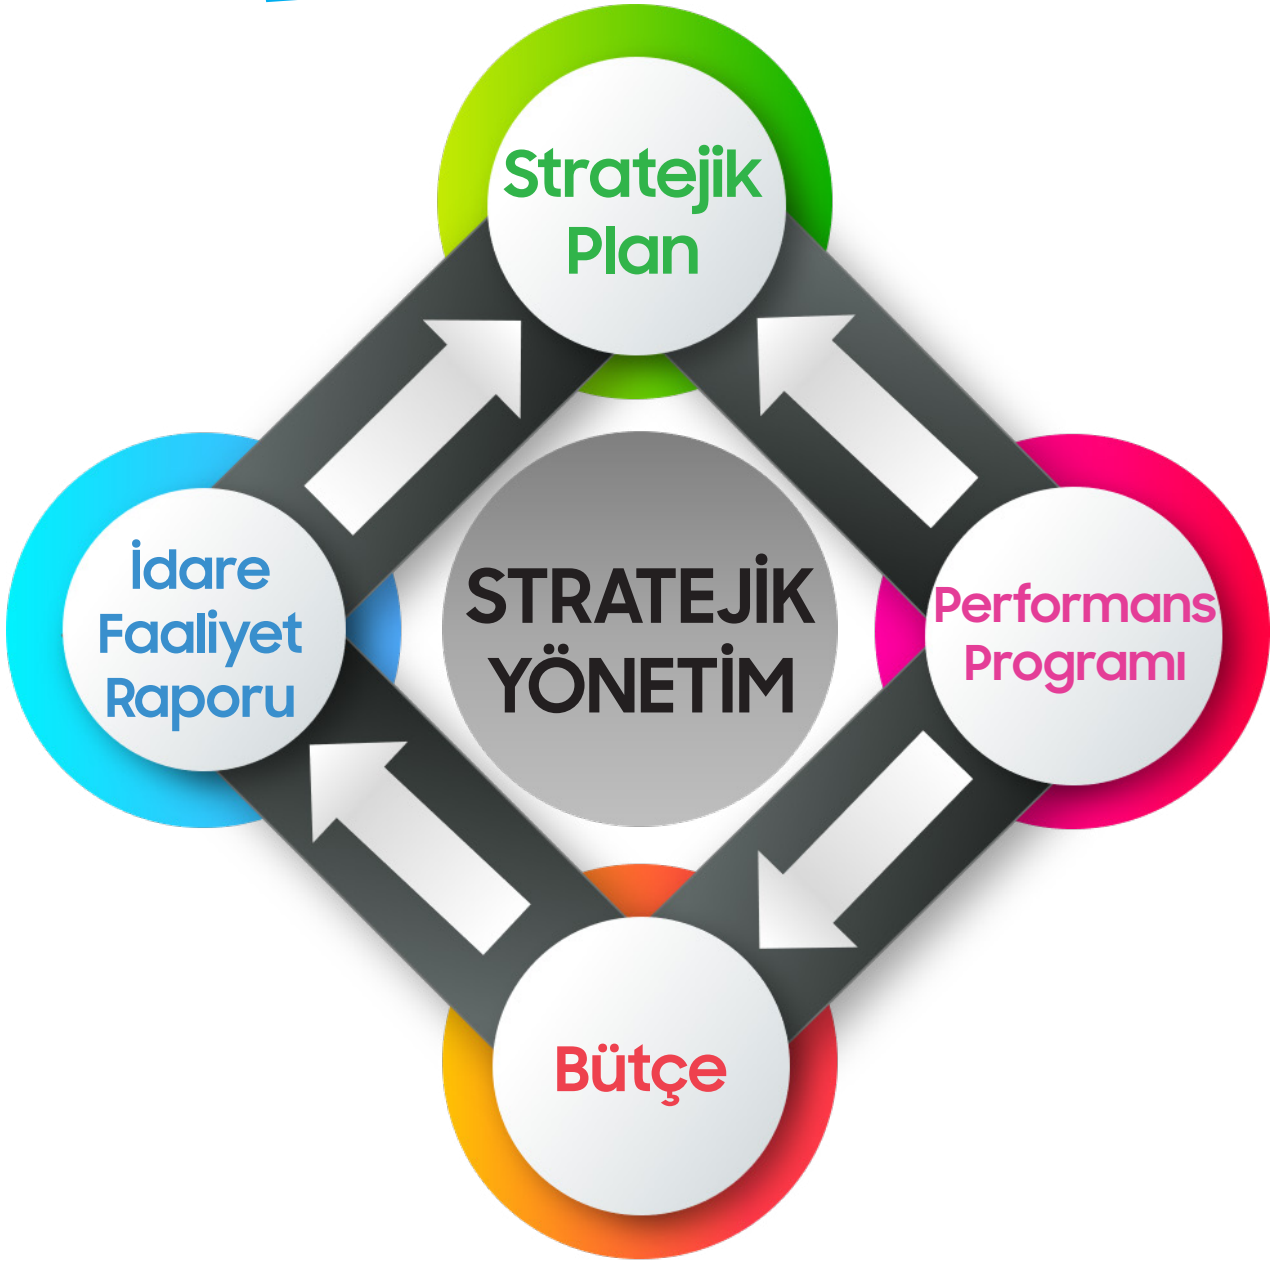 Stratejik
Plan
İdare
Faaliyet
Raporu
STRATEJİK
YÖNETİM
Performans
Programı
Bütçe